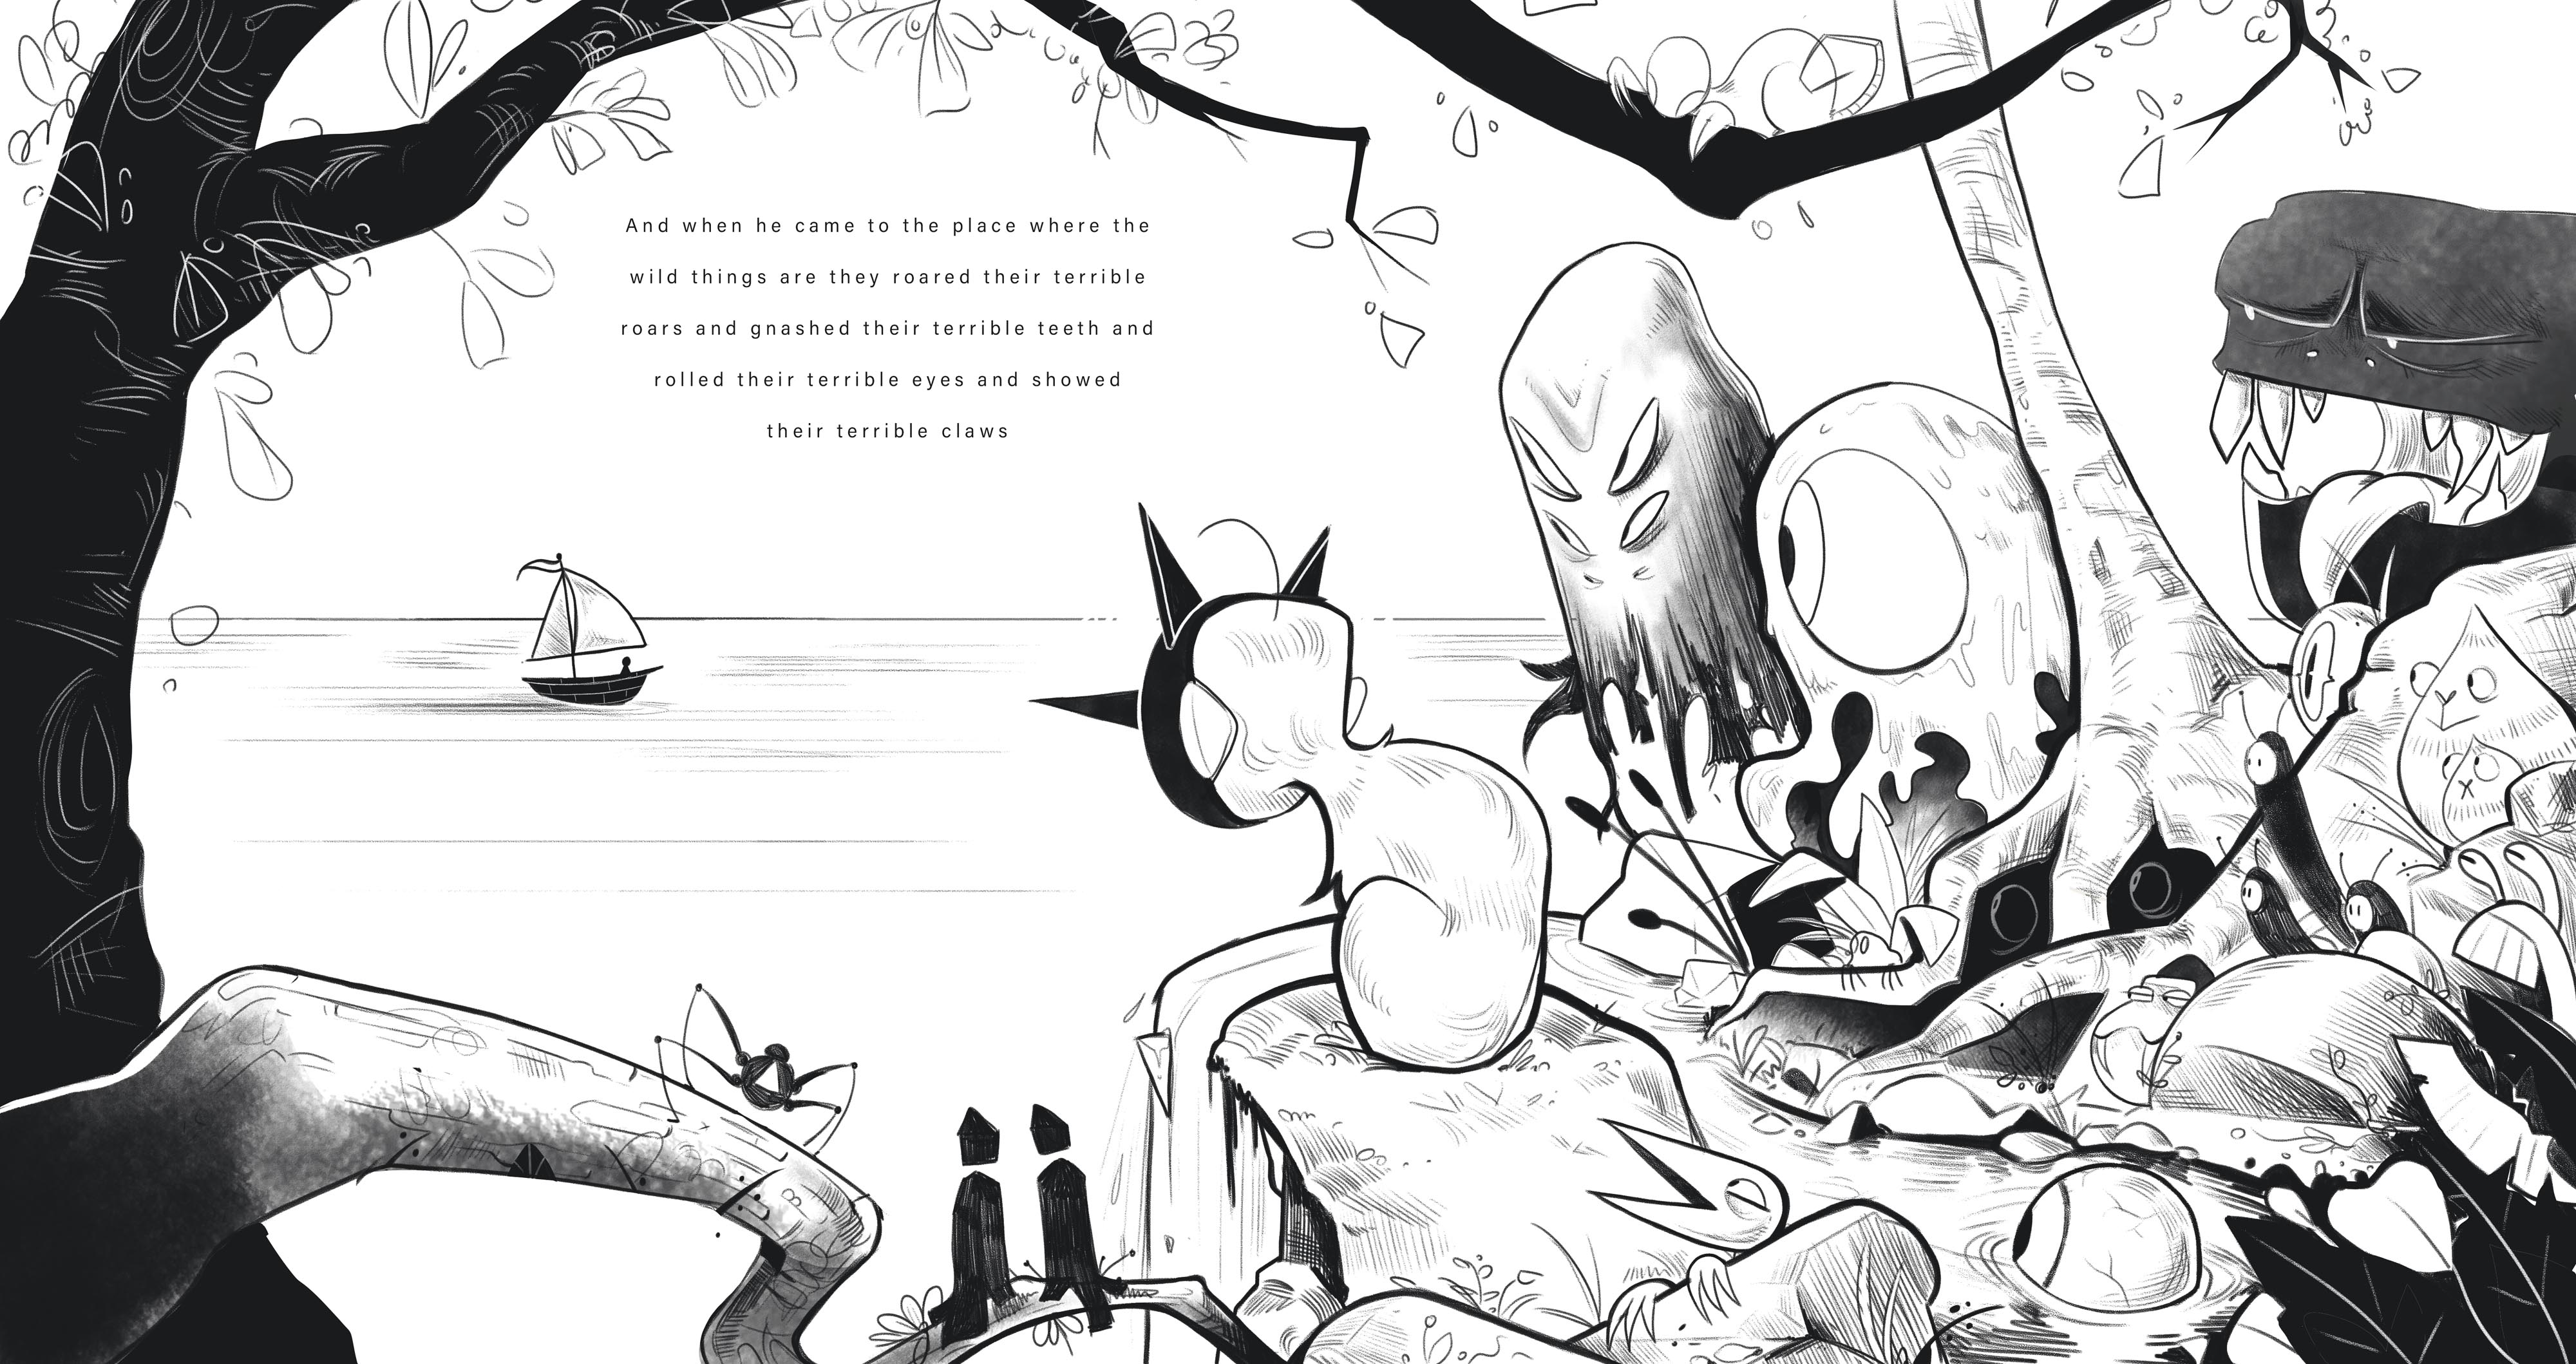 And when he came to the place where the
wild things are they roared their terrible
roars and gnashed their terrible teeth and
rolled their terrible eyes and showed
their terrible claws